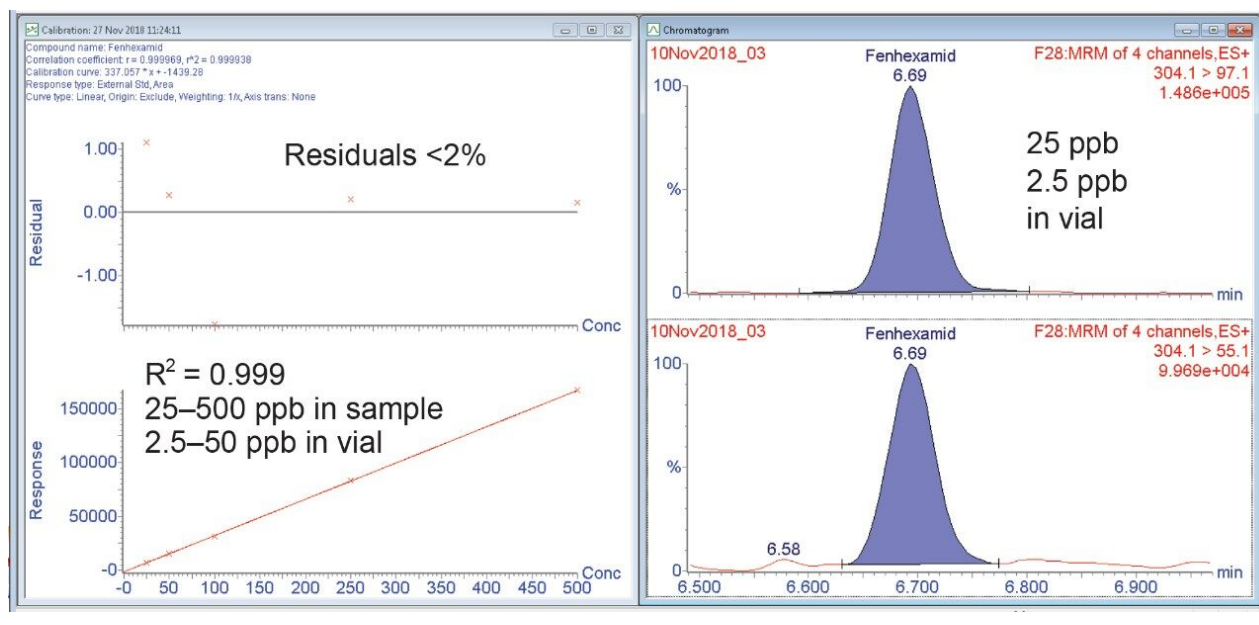 Calibration: 27 Nov 2018 11:24:11
Compound name: Fenhexamid
Correlation coefficient: r = 0.999969, r^2 = 0.999938
Calibration curve: 337.057 * x + -1439.28
Response type: External Std, Area
Curve type: Linear, Origin: Exclude, Weighting: 1/x, Axis trans: None
Residuals <2%
1.00
0.00
-1.00
Residual
Conc
R² = 0.999
25–500 ppb in sample
2.5–50 ppb in vial
150000
100000
50000
-0
Response
Conc
-0 50 100 150 200 250 300 350 400 450 500
Chromatogram
10Nov2018_03
Fenhexamid
6.69
F28:MRM of 4 channels,ES+
304.1 > 97.1
1.486e+005
100
%
0
25 ppb
2.5 ppb
in vial
min
10Nov2018_03
Fenhexamid
6.69
F28:MRM of 4 channels,ES+
304.1 > 55.1
9.969e+004
100
%
0
6.58
min
6.500 6.600 6.700 6.800 6.900